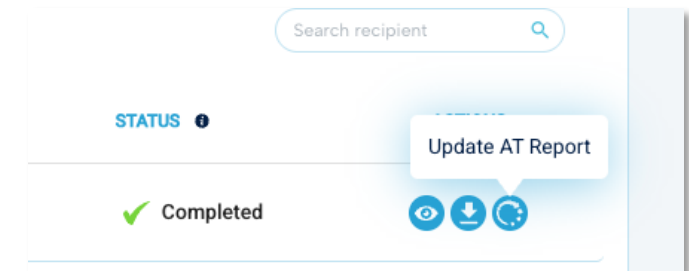 Search recipient
STATUS
Update AT Report
Completed